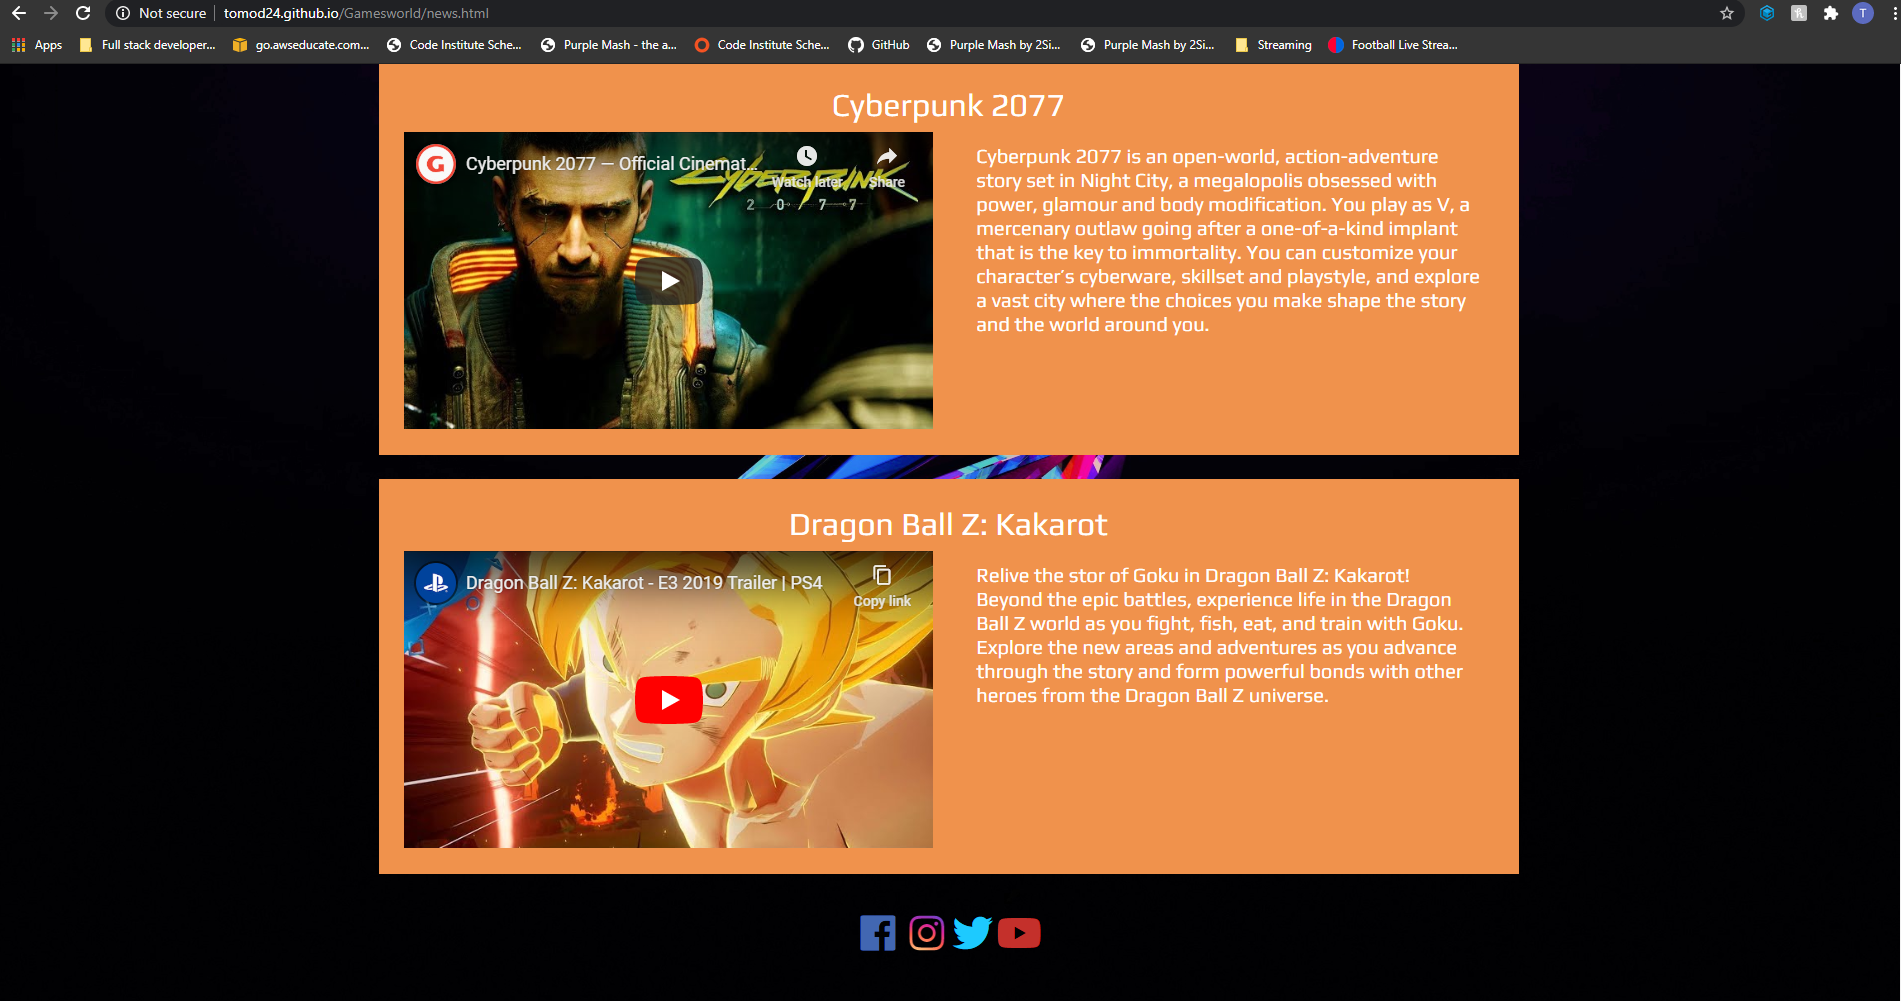 Not secure | tomod24.github.io/Gamesworld/news.html
T
Apps Full stack developer... go.awseducate.com... Code Institute Sche... Purple Mash - the a... Code Institute Sche... GitHub Purple Mash by 2Si... Purple Mash by 2Si... Streaming Football Live Strea...
Cyberpunk 2077
G Cyberpunk 2077 — Official Cinemat...
Watch later Share
CYBERPUNK
2077
Cyberpunk 2077 is an open-world, action-adventure
story set in Night City, a megalopolis obsessed with
power, glamour and body modification. You play as V, a
mercenary outlaw going after a one-of-a-kind implant
that is the key to immortality. You can customize your
character's cyberware, skillset and playstyle, and explore
a vast city where the choices you make shape the story
and the world around you.
Dragon Ball Z: Kakarot
Dragon Ball Z: Kakarot - E3 2019 Trailer | PS4
Copy link
Relive the stor of Goku in Dragon Ball Z: Kakarot!
Beyond the epic battles, experience life in the Dragon
Ball Z world as you fight, fish, eat, and train with Goku.
Explore the new areas and adventures as you advance
through the story and form powerful bonds with other
heroes from the Dragon Ball Z universe.